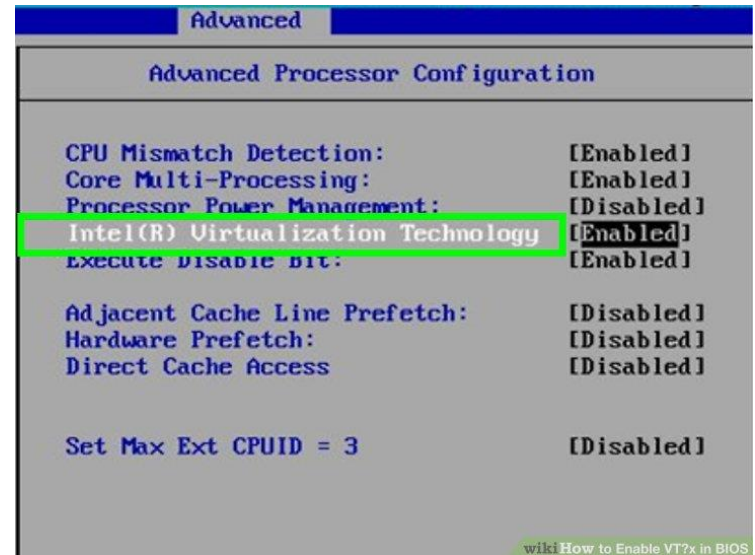 Advanced
Advanced Processor Configuration
CPU Mismatch Detection: [Enabled]
Core Multi-Processing: [Enabled]
Processor Power Management: [Disabled]
Intel(R) Virtualization Technology [Enabled]
Execute Disable Bit: [Enabled]
Adjacent Cache Line Prefetch: [Disabled]
Hardware Prefetch: [Disabled]
Direct Cache Access [Disabled]
Set Max Ext CPUID = 3 [Disabled]
wikiHow to Enable VT?x in BIOS